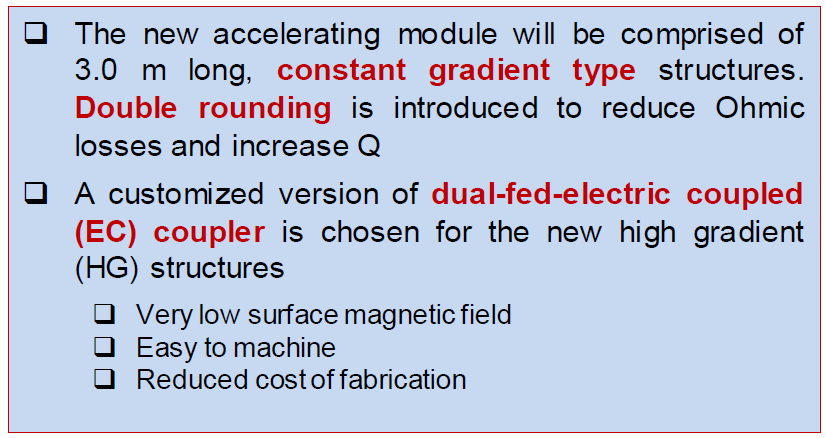 ❑ The new accelerating module will be comprised of
3.0 m long, constant gradient type structures.
Double rounding is introduced to reduce Ohmic
losses and increase Q
❑ A customized version of dual-fed-electric coupled
(EC) coupler is chosen for the new high gradient
(HG) structures
❑ Very low surface magnetic field
❑ Easy to machine
❑ Reduced cost of fabrication